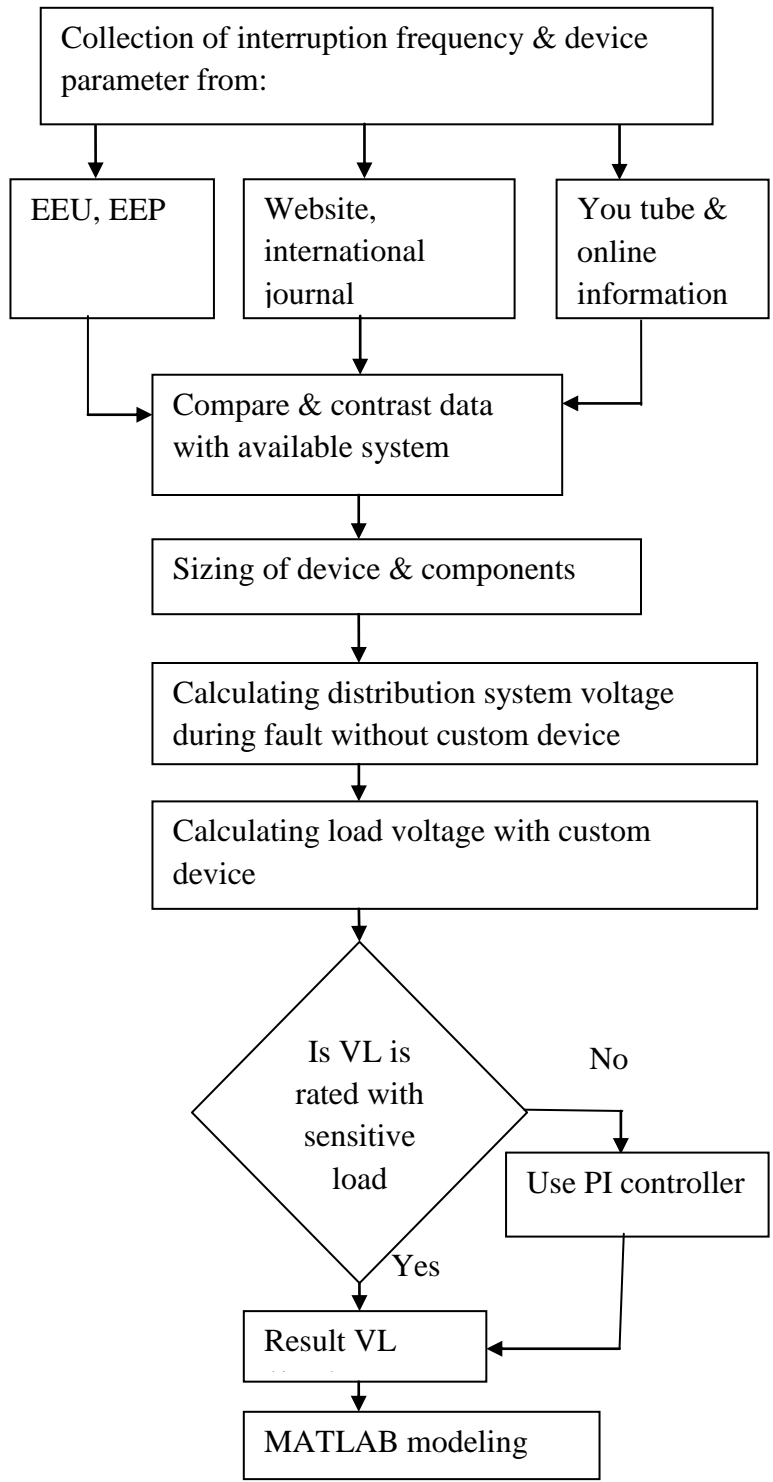 Collection of interruption frequency & device
parameter from:
EEU, EEP
Website,
international
journal
You tube &
online
information
Compare & contrast data
with available system
Sizing of device & components
Calculating distribution system voltage
during fault without custom device
Calculating load voltage with custom
device
Is VL is
rated with
sensitive
load
No
Use PI controller
Yes
Result VL
MATLAB modeling